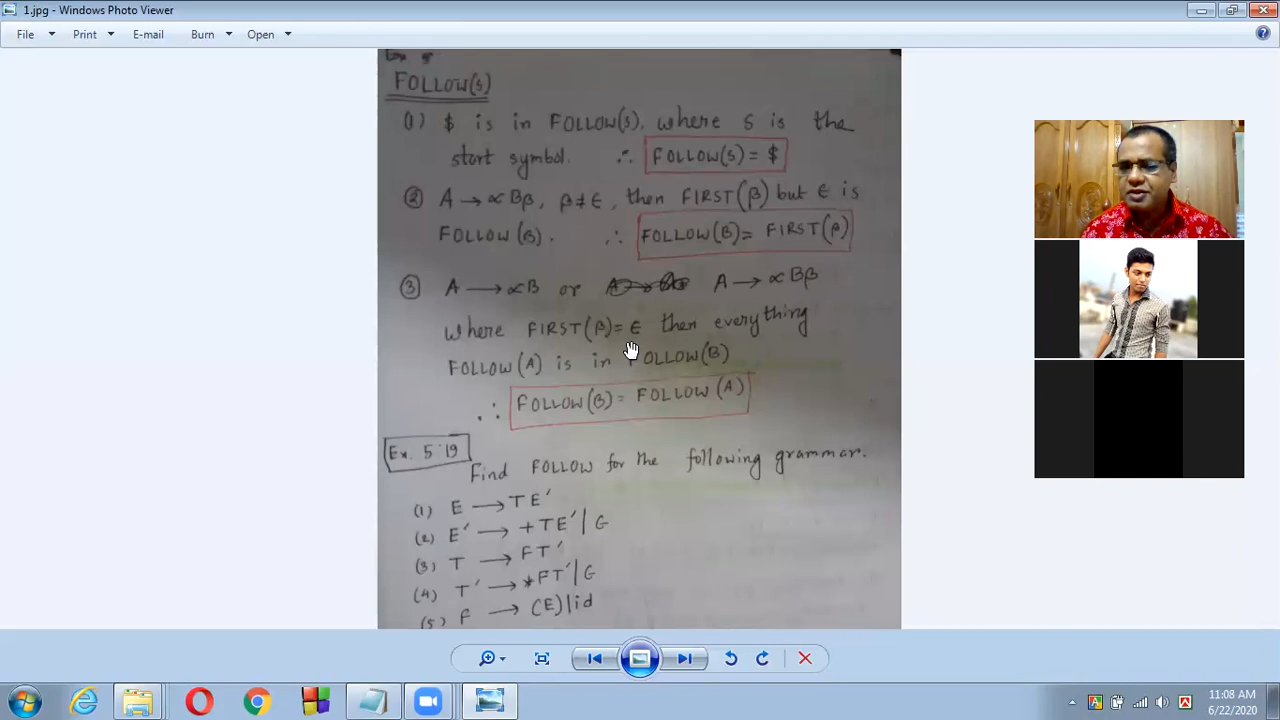 1.jpg - Windows Photo Viewer
File Print E-mail Burn Open
FOLLOW(S)
(1) $ is in FOLLOW(S), where S is the
start symbol. ∴ FOLLOW(S) = $
② A → ∝Bβ, β ≠ ϵ, then FIRST(β) but ϵ is
FOLLOW(B). ∴ FOLLOW(B) = FIRST(β)
③ A → ∝B or A → ∝Bβ
where FIRST(β) = ϵ then everything
FOLLOW(A) is in FOLLOW(B)
∴ FOLLOW(B) = FOLLOW(A)
Ex. 5.19
Find FOLLOW for the following grammar.
(1) E → TE′
(2) E′ → +TE′|ϵ
(3) T → FT′
(4) T′ → *FT′|ϵ
(5) F → (E)|id
11:08 AM
6/22/2020